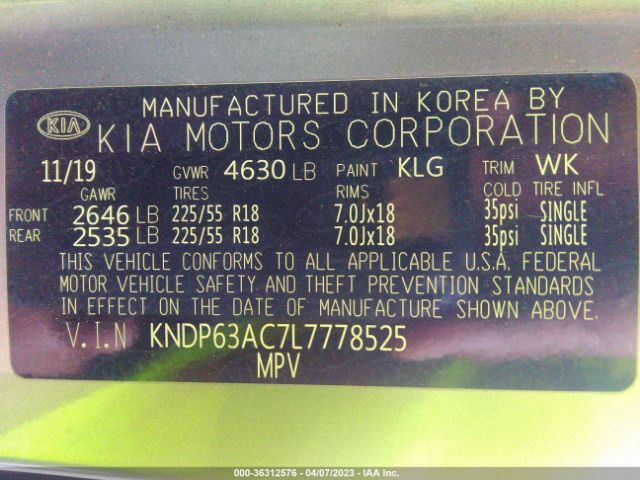 MANUFACTURED IN KOREA BY
KIA KIA MOTORS CORPORATION
11/19 GVWR 4630 LB PAINT KLG TRIM WK
GAWR TIRES RIMS COLD TIRE INFL
FRONT 2646 LB 225/55 R18 7.0Jx18 35psi SINGLE
REAR 2535 LB 225/55 R18 7.0Jx18 35psi SINGLE
THIS VEHICLE CONFORMS TO ALL APPLICABLE U.S.A. FEDERAL
MOTOR VEHICLE SAFETY AND THEFT PREVENTION STANDARDS
IN EFFECT ON THE DATE OF MANUFACTURE SHOWN ABOVE.
V.I.N KNDP63AC7L7778525
MPV
000-36312576 - 04/07/2023 - IAA Inc.